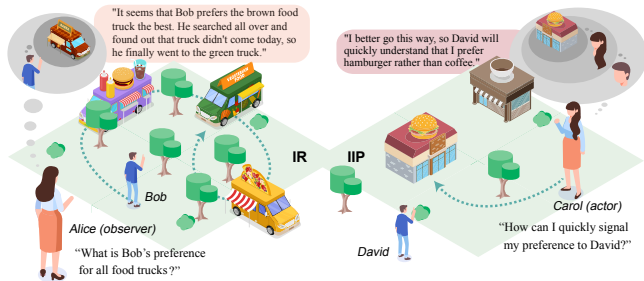 "It seems that Bob prefers the brown food
truck the best. He searched all over and
found out that truck didn't come today, so
he finally went to the green truck."
IR
Bob
Alice (observer)
“What is Bob’s preference
for all food trucks?”
"I better go this way, so David will
quickly understand that I prefer
hamburger rather than coffee."
IIP
David
Carol (actor)
“How can I quickly signal
my preference to David?”